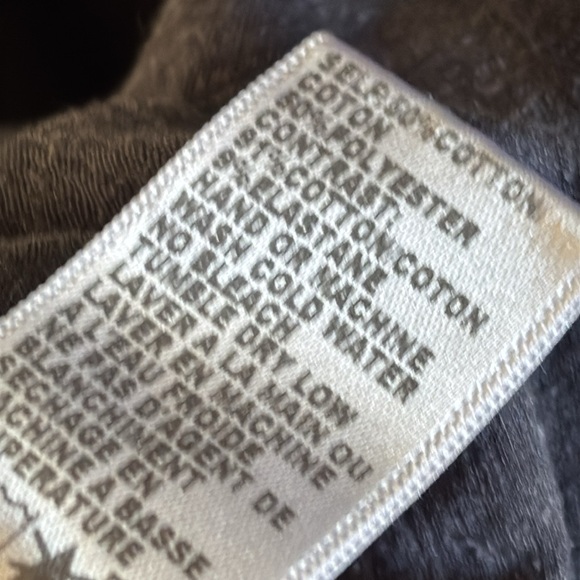 SELF: 50% COTTON
COTON
50% POLYESTER
CONTRAST:
COTTON/COTON
9% ELASTANE
HAND OR MACHINE
WASH COLD WATER
NO BLEACH
TUMBLE DRY LOW
LAVER A LA MAIN OU
LAVER EN MACHINE
A L'EAU FROIDE
NE PAS D'AGENT DE
BLANCHIMENT
SECHAGE EN
CHINE A BASSE
PERATURE